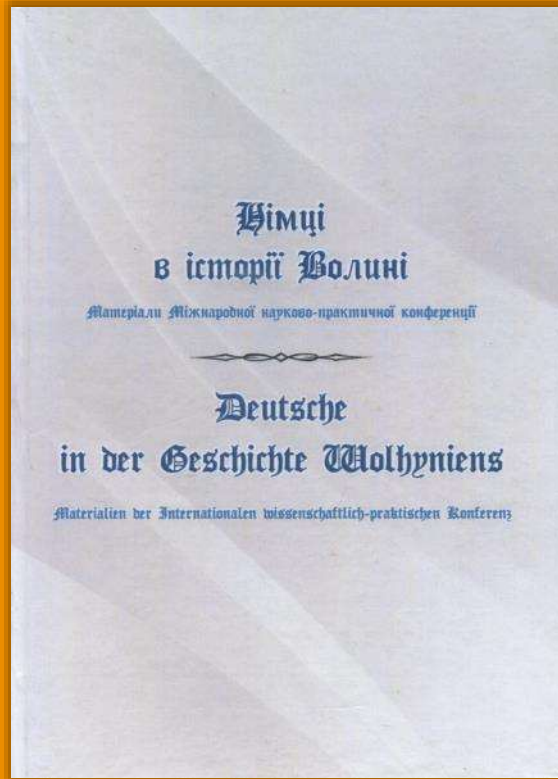 Німці
в історії Волині
Матеріали Міжнародної науково-практичної конференції
Deutsche
in der Geschichte Wolhyniens
Materialien der Internationalen wissenschaftlich-praktischen Konferenz